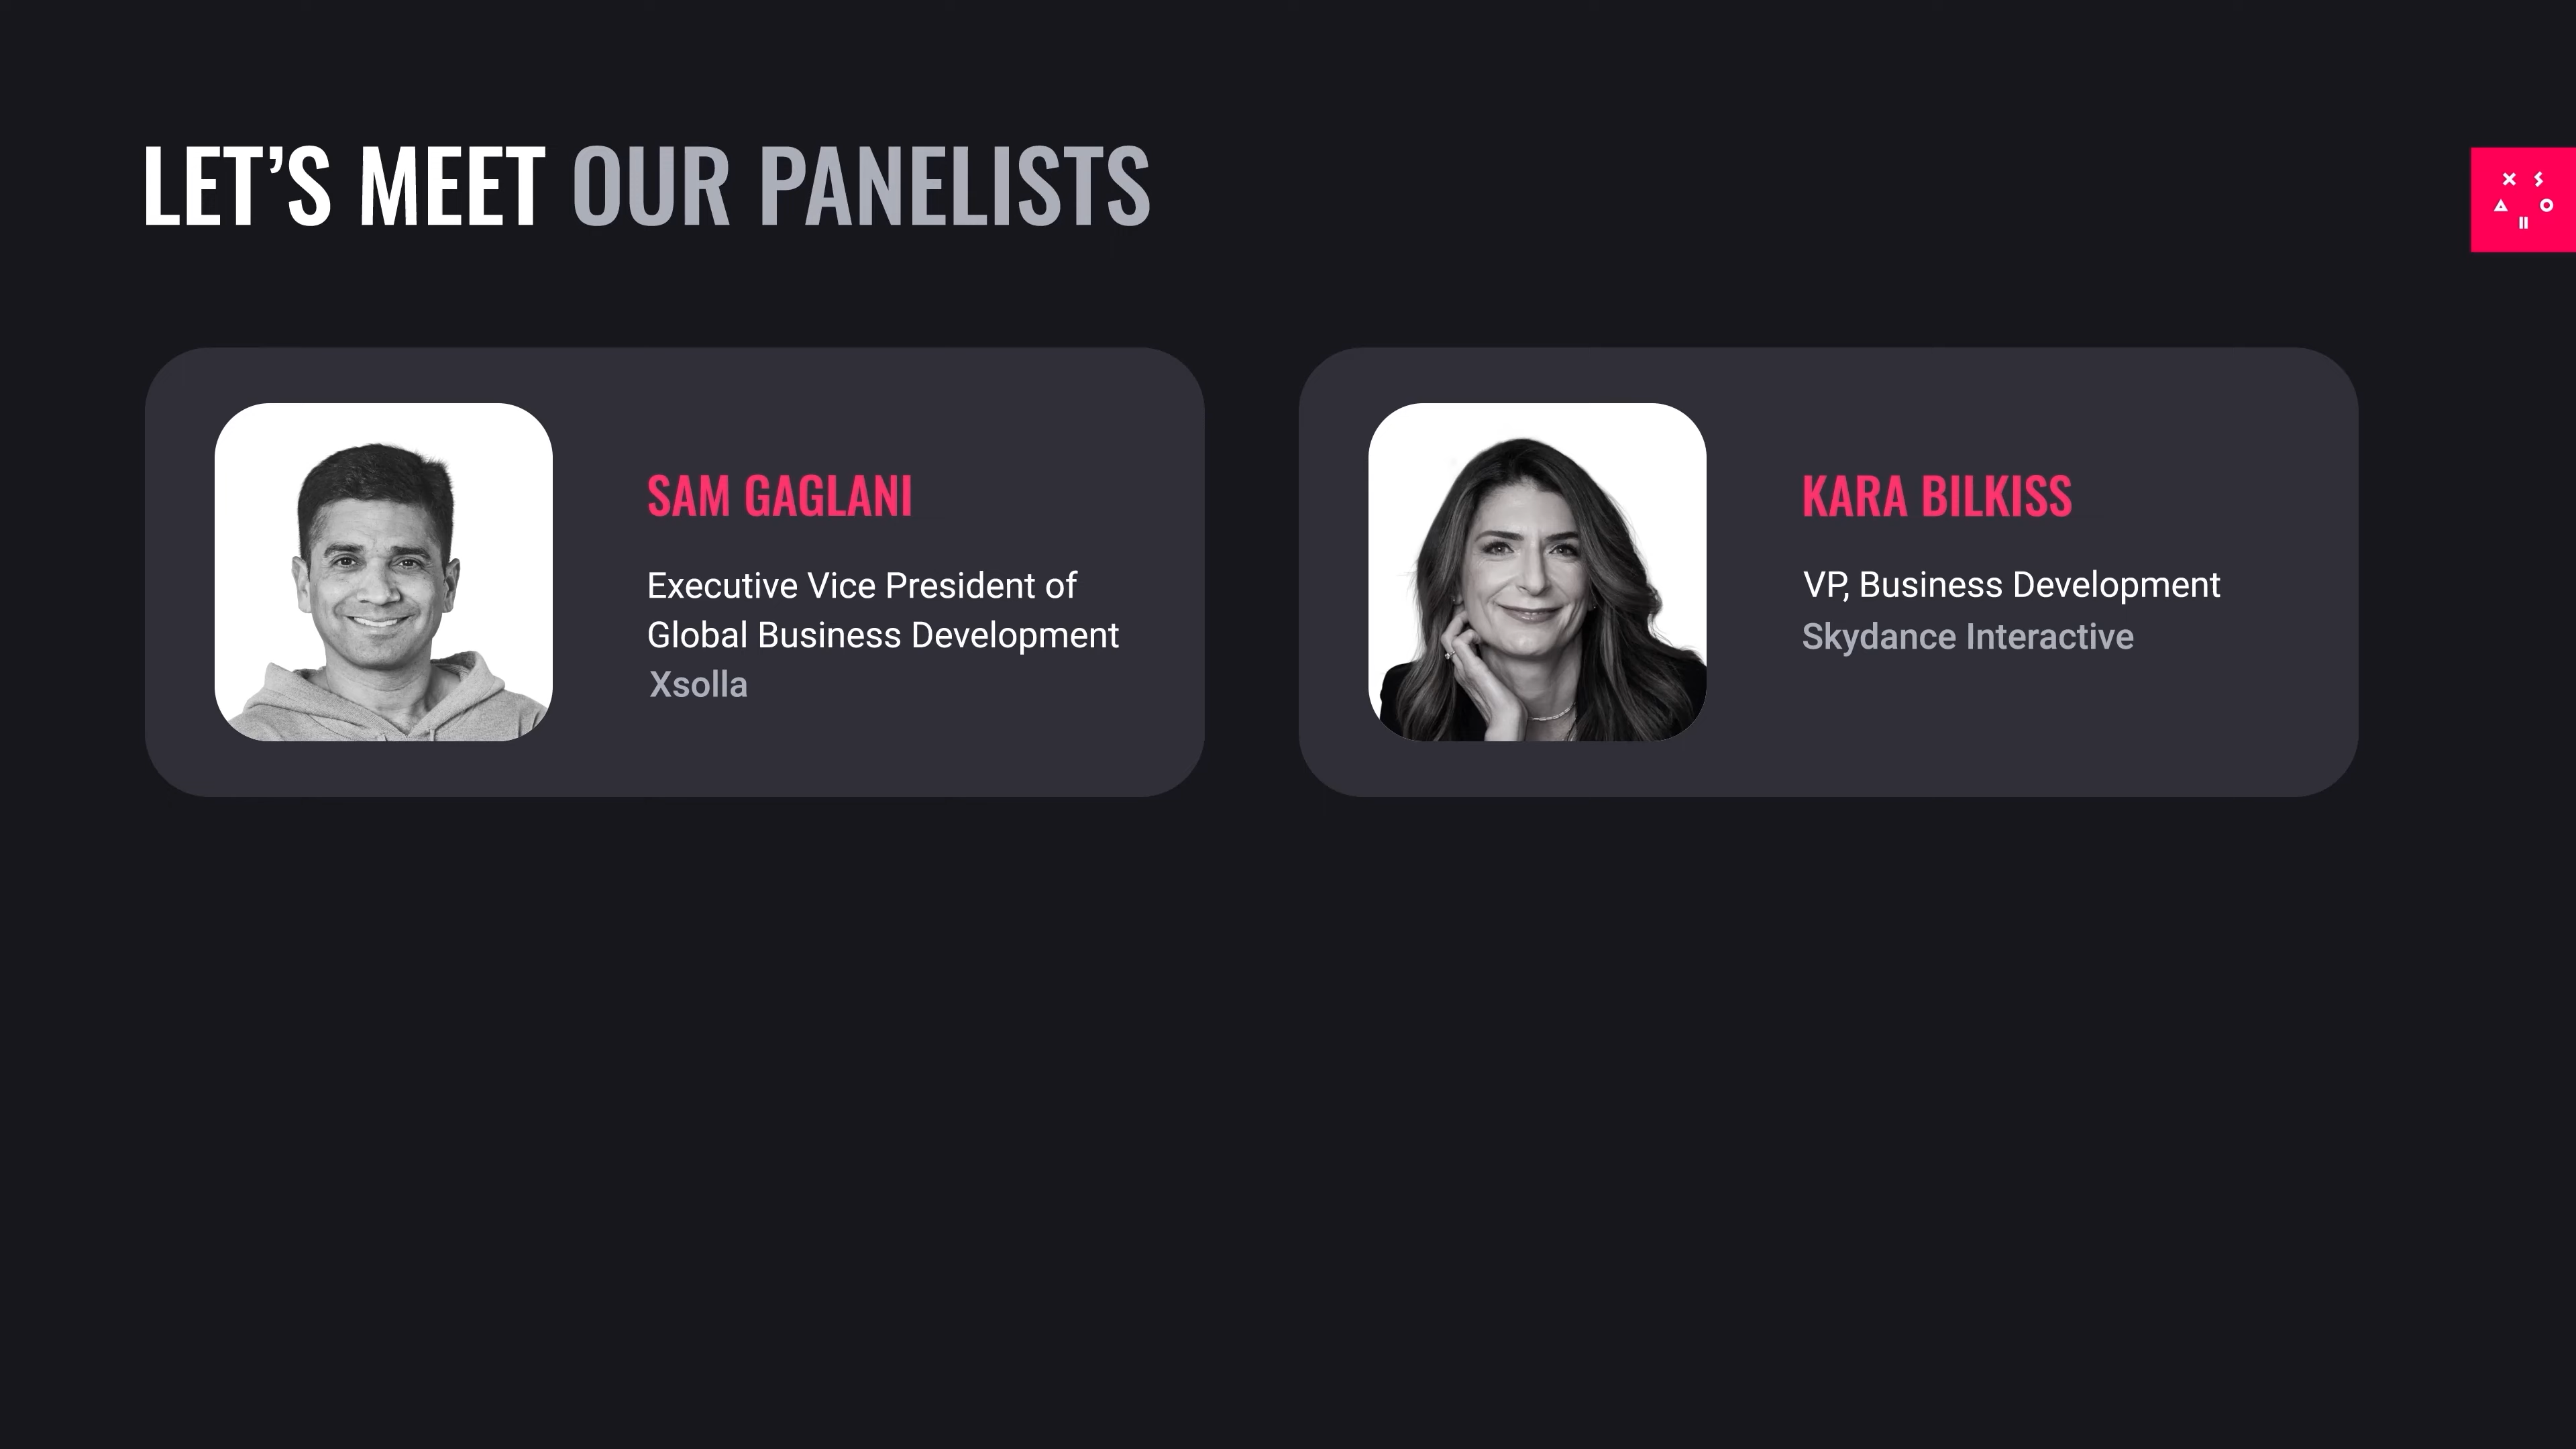 LET’S MEET OUR PANELISTS
SAM GAGLANI
Executive Vice President of
Global Business Development
Xsolla
KARA BILKISS
VP, Business Development
Skydance Interactive